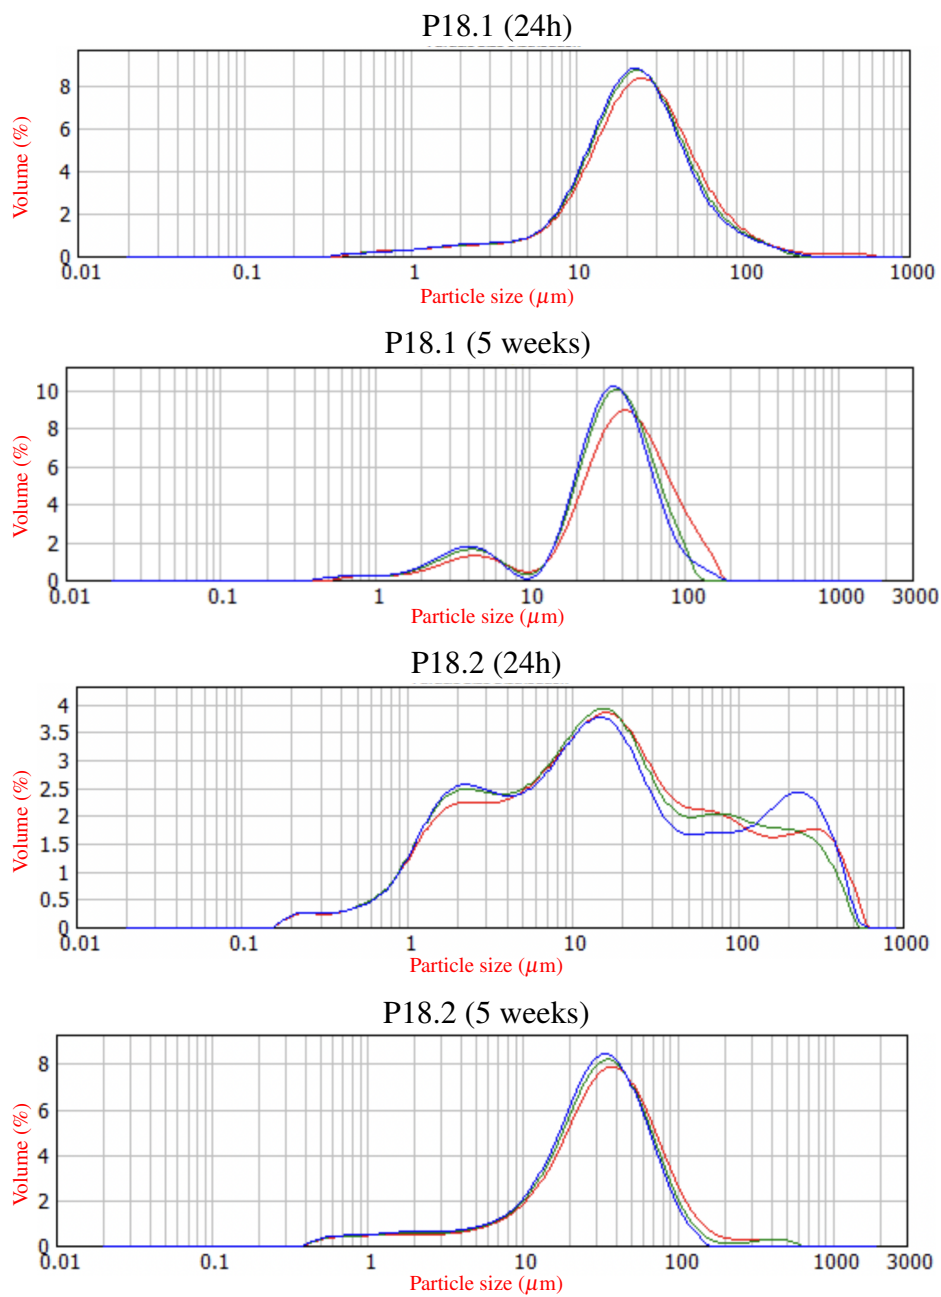 P18.1 (24h)
Volume (%)
8
6
4
2
0
0.01 0.1 1 10 100 1000
Particle size (μm)
P18.1 (5 weeks)
Volume (%)
10
8
6
4
2
0
0.01 0.1 1 10 100 1000 3000
Particle size (μm)
P18.2 (24h)
Volume (%)
4
3.5
3
2.5
2
1.5
1
0.5
0
0.01 0.1 1 10 100 1000
Particle size (μm)
P18.2 (5 weeks)
Volume (%)
8
6
4
2
0
0.01 0.1 1 10 100 1000 3000
Particle size (μm)